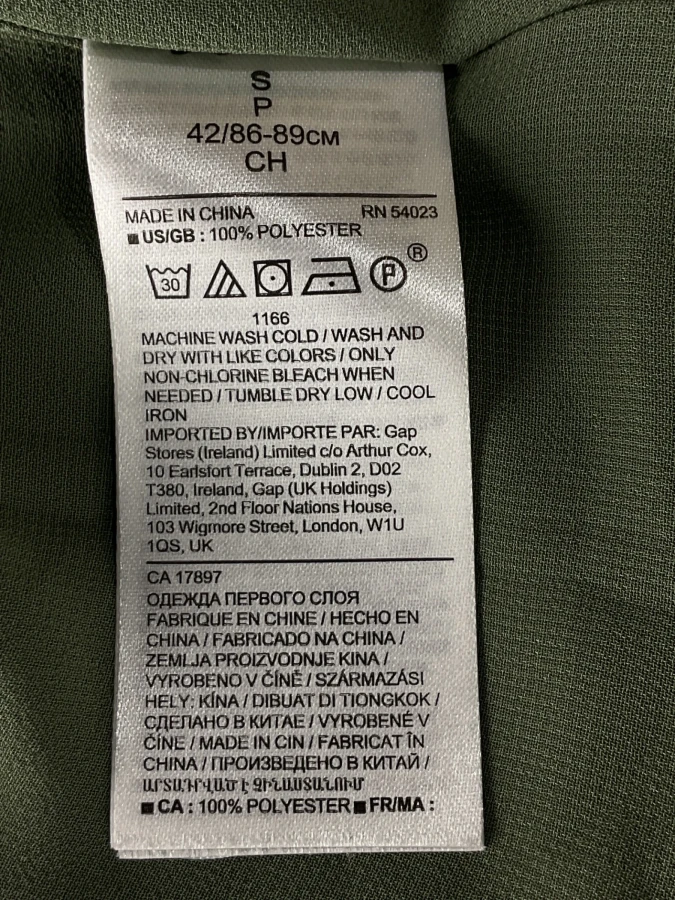 S
P
42/86-89CM
CH
MADE IN CHINA RN 54023
■ US/GB : 100% POLYESTER
30 P ®
1166
MACHINE WASH COLD / WASH AND
DRY WITH LIKE COLORS / ONLY
NON-CHLORINE BLEACH WHEN
NEEDED / TUMBLE DRY LOW / COOL
IRON
IMPORTED BY/IMPORTE PAR: Gap
Stores (Ireland) Limited c/o Arthur Cox,
10 Earlsfort Terrace, Dublin 2, D02
T380, Ireland, Gap (UK Holdings)
Limited, 2nd Floor Nations House,
103 Wigmore Street, London, W1U
1QS, UK
CA 17897
ОДЕЖДА ПЕРВОГО СЛОЯ
FABRIQUE EN CHINE / HECHO EN
CHINA / FABRICADO NA CHINA /
ZEMLJA PROIZVODNJE KINA /
VYROBENO V ČÍNĚ / SZÁRMAZÁSI
HELY: KÍNA / DIBUAT DI TIONGKOK /
СДЕЛАНО В КИТАЕ / VYROBENÉ V
ČÍNE / MADE IN CIN / FABRICAT ÎN
CHINA / ПРОИЗВЕДЕНО В КИТАЙ /
ԱՐՏԱԴՐՎԱԾ Է ՉԻՆԱՍՏԱՆՈՒՄ
■ CA : 100% POLYESTER ■ FR/MA :